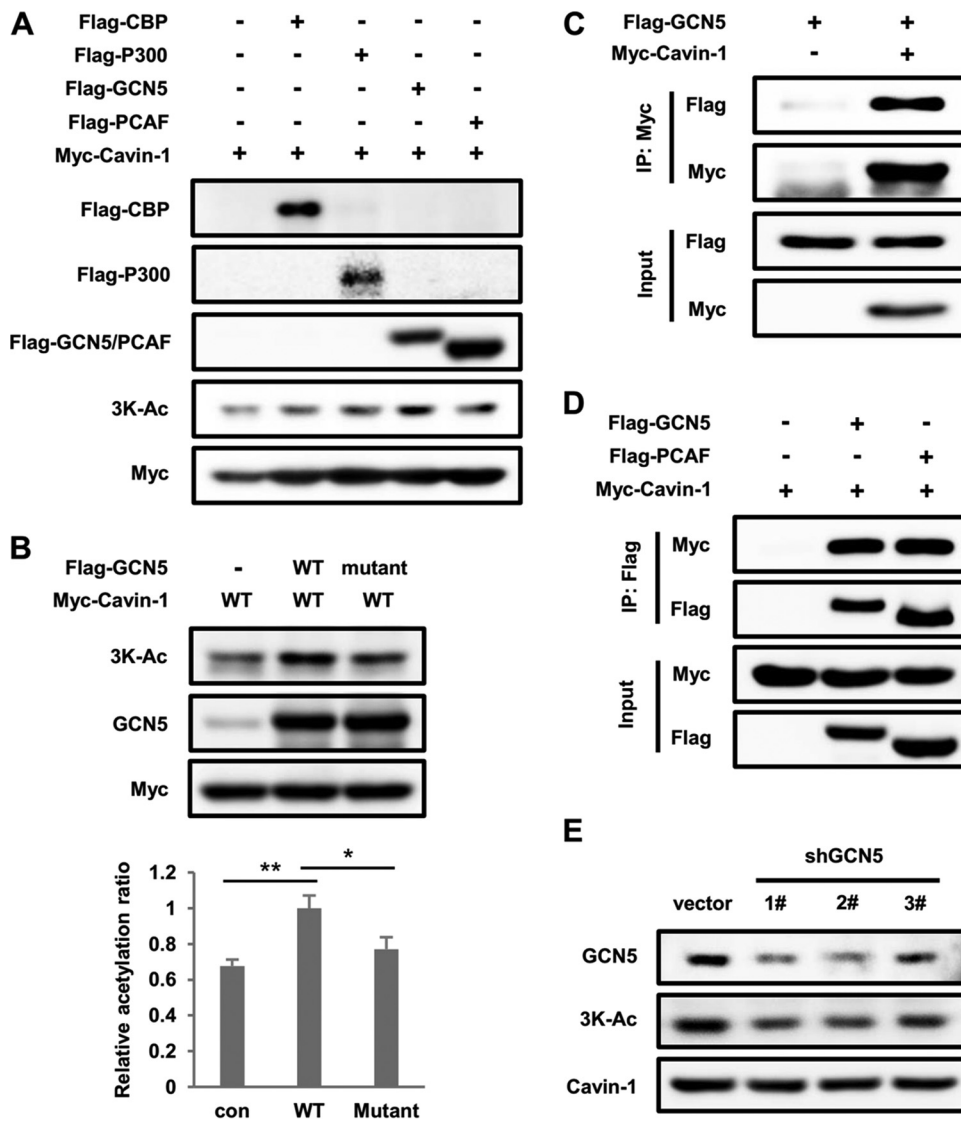 A
Flag-CBP - + - - -
Flag-P300 - - + - -
Flag-GCN5 - - - + -
Flag-PCAF - - - - +
Myc-Cavin-1 + + + + +
Flag-CBP
Flag-P300
Flag-GCN5/PCAF
3K-Ac
Myc
B
Flag-GCN5 - WT mutant
Myc-Cavin-1 WT WT WT
3K-Ac
GCN5
Myc
Relative acetylation ratio
** *
1.2
1
0.8
0.6
0.4
0.2
0
con WT Mutant
C
Flag-GCN5 + +
Myc-Cavin-1 - +
IP: Myc
Flag
Myc
Input
Flag
Myc
D
Flag-GCN5 - + -
Flag-PCAF - - +
Myc-Cavin-1 + + +
IP: Flag
Myc
Flag
Input
Myc
Flag
E
shGCN5
vector 1# 2# 3#
GCN5
3K-Ac
Cavin-1